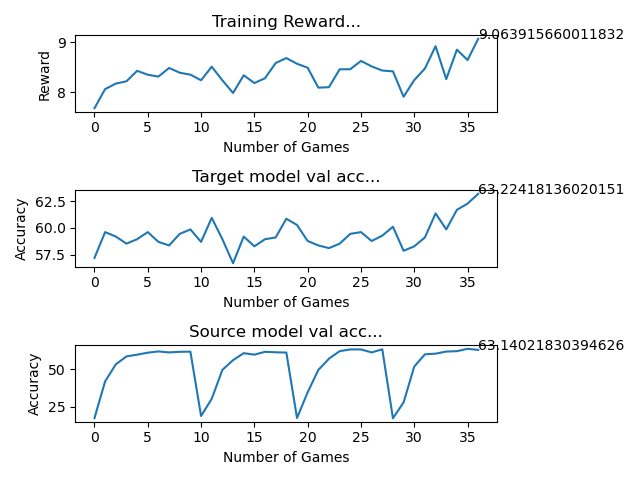 Training Reward...
9.063915660011832
9
8
Reward
0 5 10 15 20 25 30 35
Number of Games
Target model val acc...
63.22418136020151
62.5
60.0
57.5
Accuracy
0 5 10 15 20 25 30 35
Number of Games
Source model val acc...
63.14021830394626
50
25
Accuracy
0 5 10 15 20 25 30 35
Number of Games